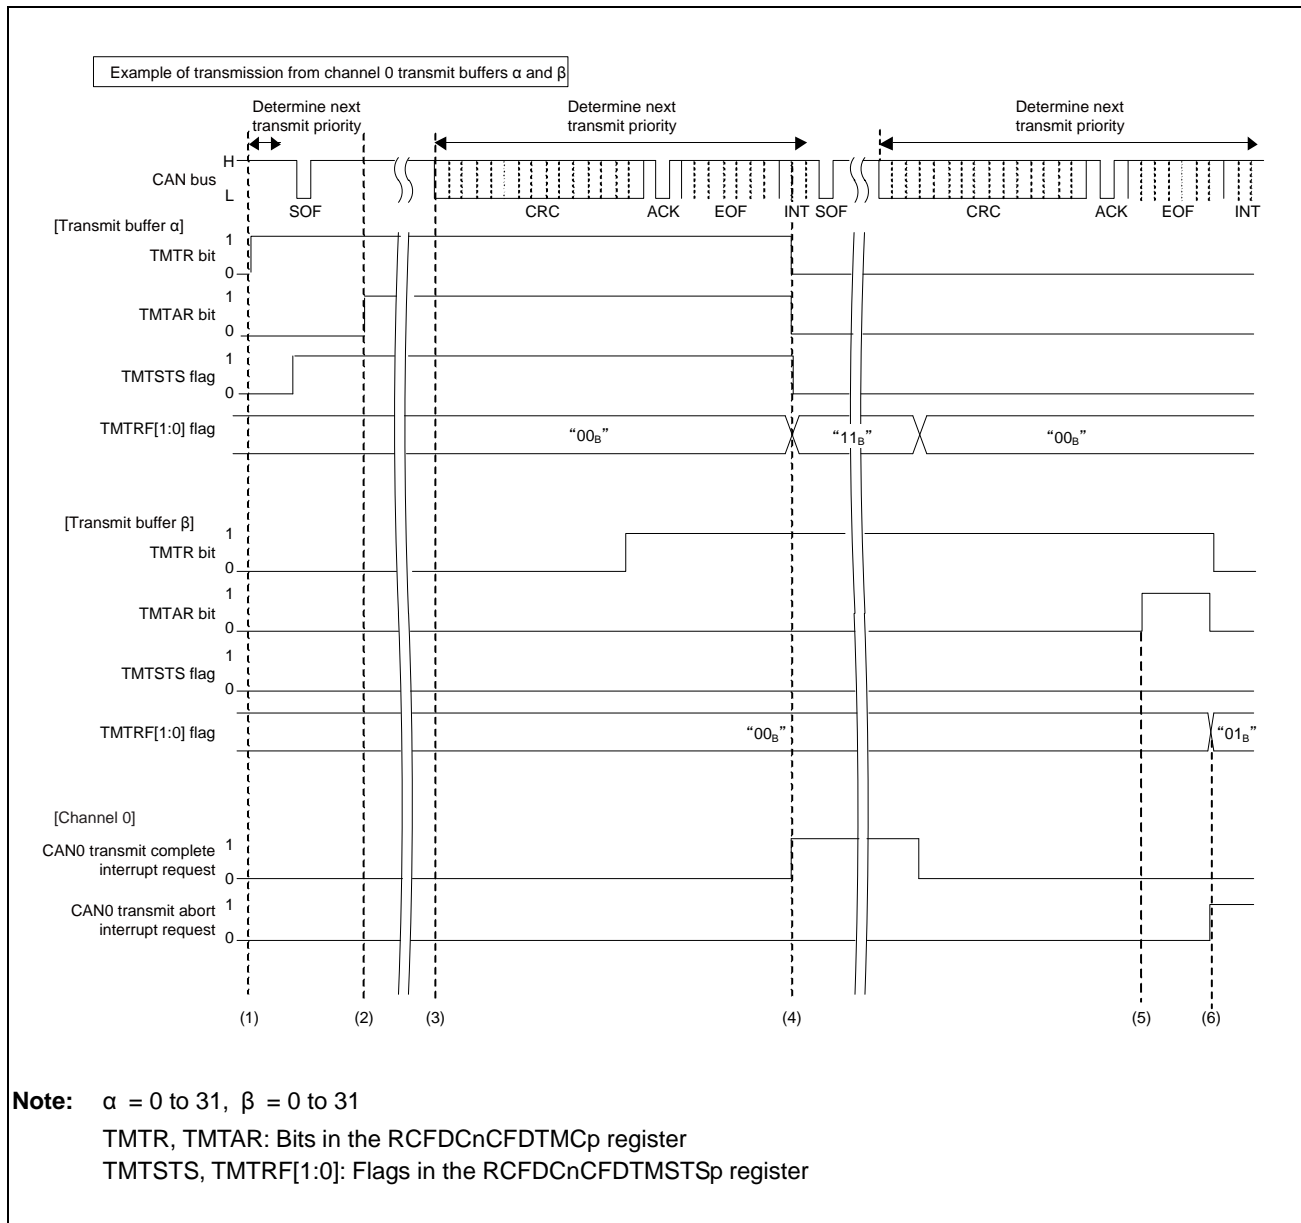 Example of transmission from channel 0 transmit buffers α and β
Determine next
transmit priority
Determine next
transmit priority
Determine next
transmit priority
H
CAN bus
L
SOF
CRC
ACK
EOF
INT
SOF
CRC
ACK
EOF
INT
[Transmit buffer α]
1
TMTR bit
0
1
TMTAR bit
0
1
TMTSTS flag
0
TMTRF[1:0] flag
“00B”
“11B”
“00B”
[Transmit buffer β]
1
TMTR bit
0
1
TMTAR bit
0
1
TMTSTS flag
0
TMTRF[1:0] flag
“00B”
“01B”
[Channel 0]
CAN0 transmit complete
interrupt request
1
0
CAN0 transmit abort
interrupt request
1
0
(1)
(2)
(3)
(4)
(5)
(6)
Note: α = 0 to 31, β = 0 to 31
TMTR, TMTAR: Bits in the RCFDCnCFDTMCp register
TMTSTS, TMTRF[1:0]: Flags in the RCFDCnCFDTMSTSp register